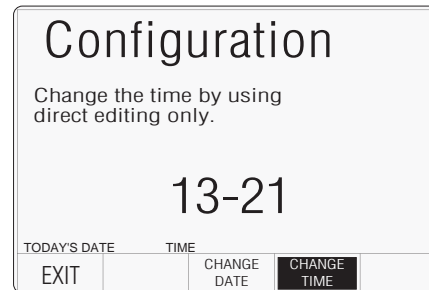 Configuration
Change the time by using
direct editing only.
13-21
TODAY'S DATE TIME
EXIT CHANGE DATE CHANGE TIME